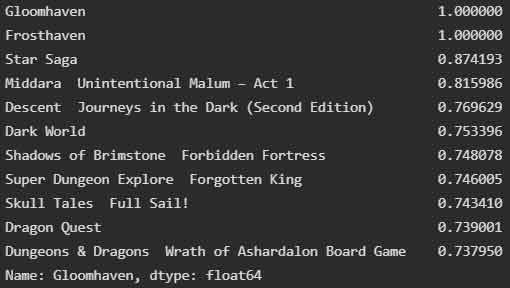 Gloomhaven 1.000000
Frosthaven 1.000000
Star Saga 0.874193
Middara  Unintentional Malum – Act 1 0.815986
Descent  Journeys in the Dark (Second Edition) 0.769629
Dark World 0.753396
Shadows of Brimstone  Forbidden Fortress 0.748078
Super Dungeon Explore  Forgotten King 0.746005
Skull Tales  Full Sail! 0.743410
Dragon Quest 0.739001
Dungeons & Dragons  Wrath of Ashardalon Board Game 0.737950
Name: Gloomhaven, dtype: float64